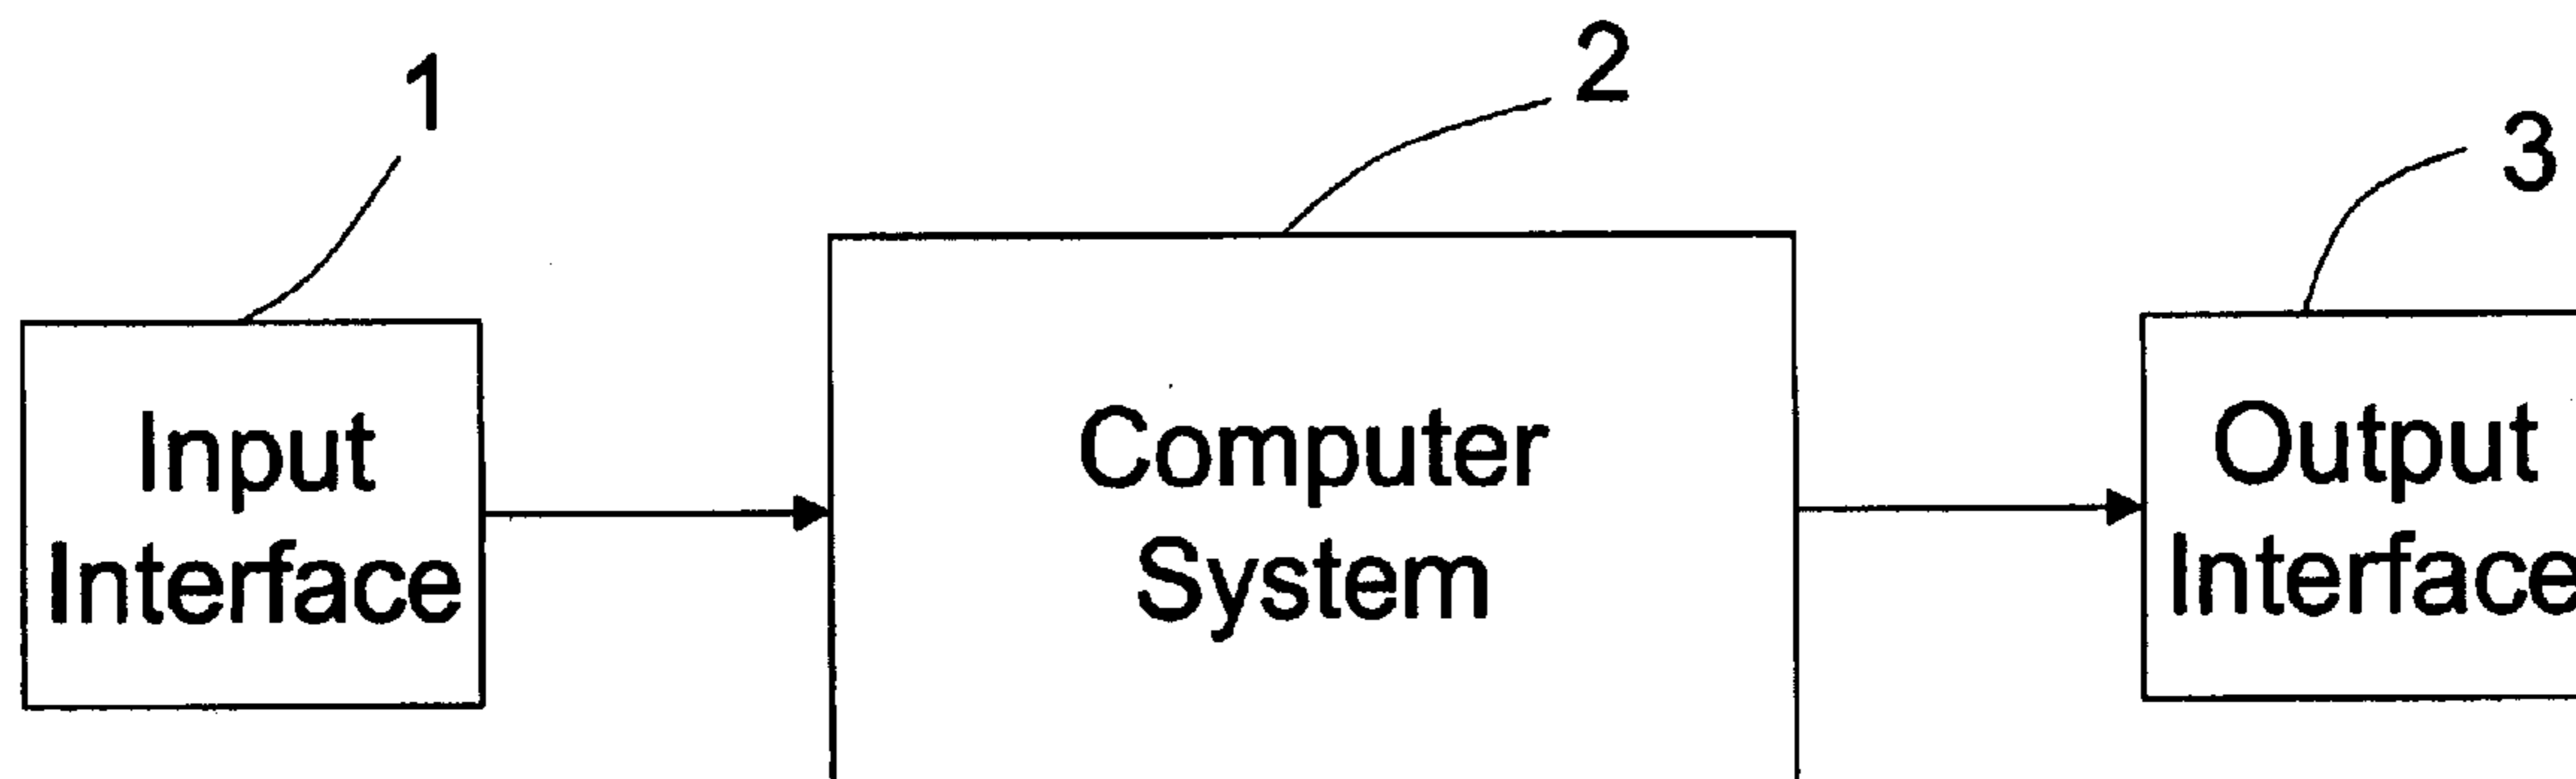 1
2
3
Input
Interface
Computer
System
Output
Interface